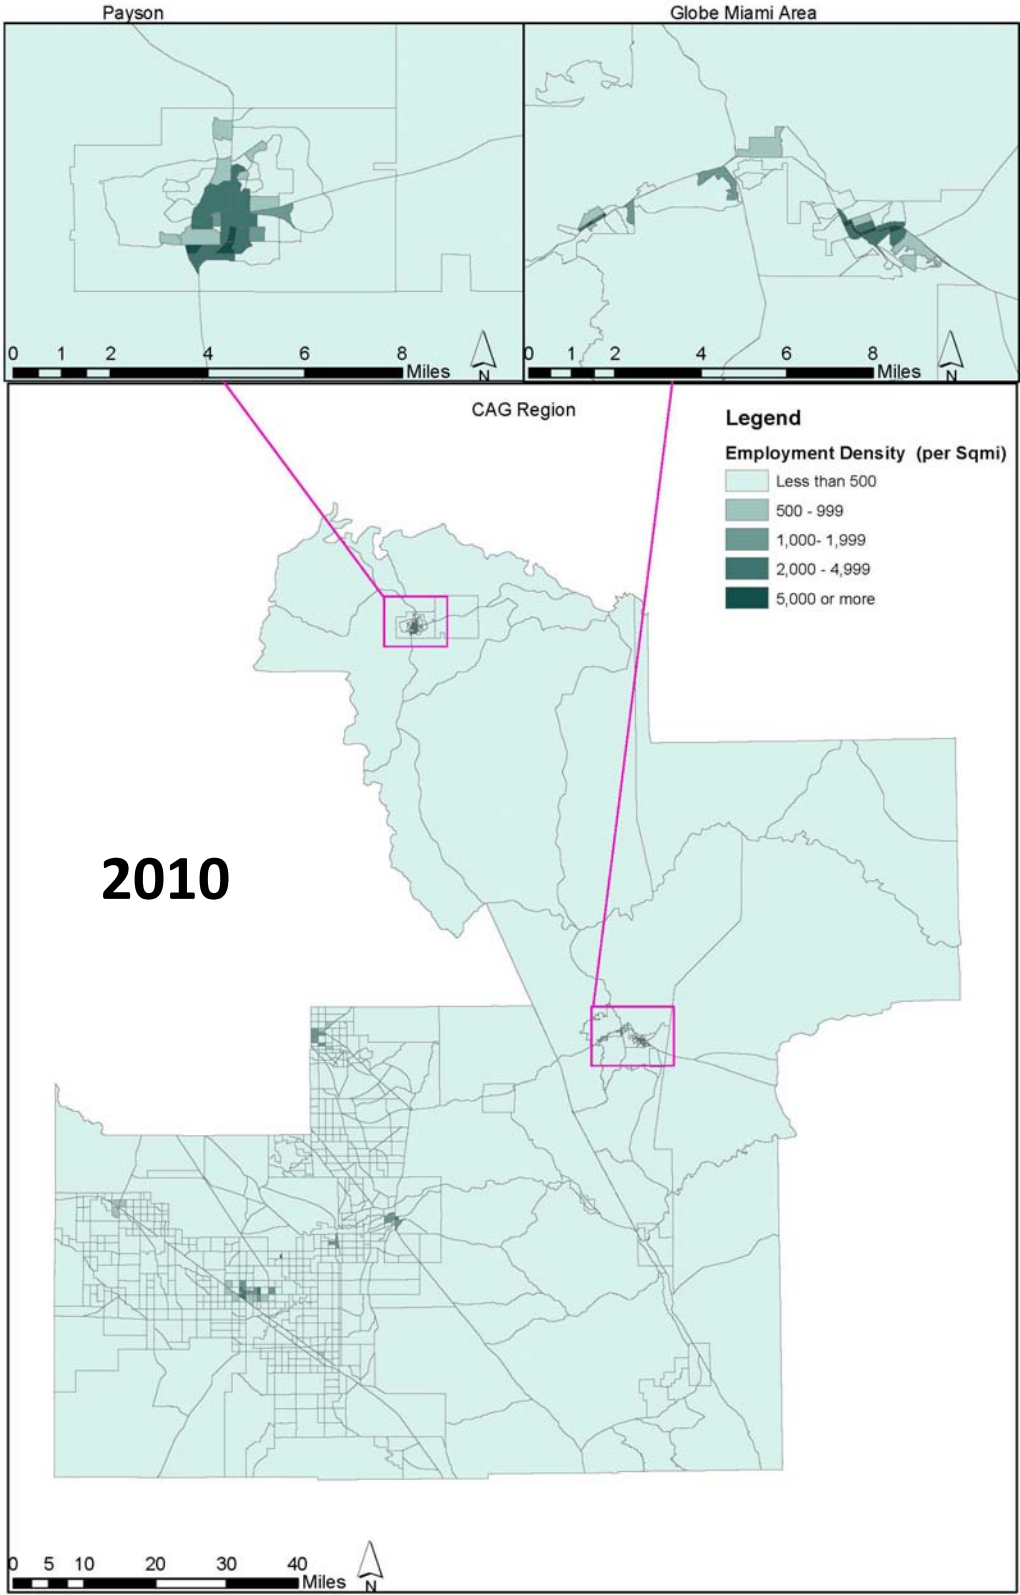 Payson
Globe Miami Area
0 1 2 4 6 8
Miles
N
0 1 2 4 6 8
Miles
N
CAG Region
Legend
Employment Density (per Sqmi)
Less than 500
500 - 999
1,000- 1,999
2,000 - 4,999
5,000 or more
2010
0 5 10 20 30 40
Miles
N